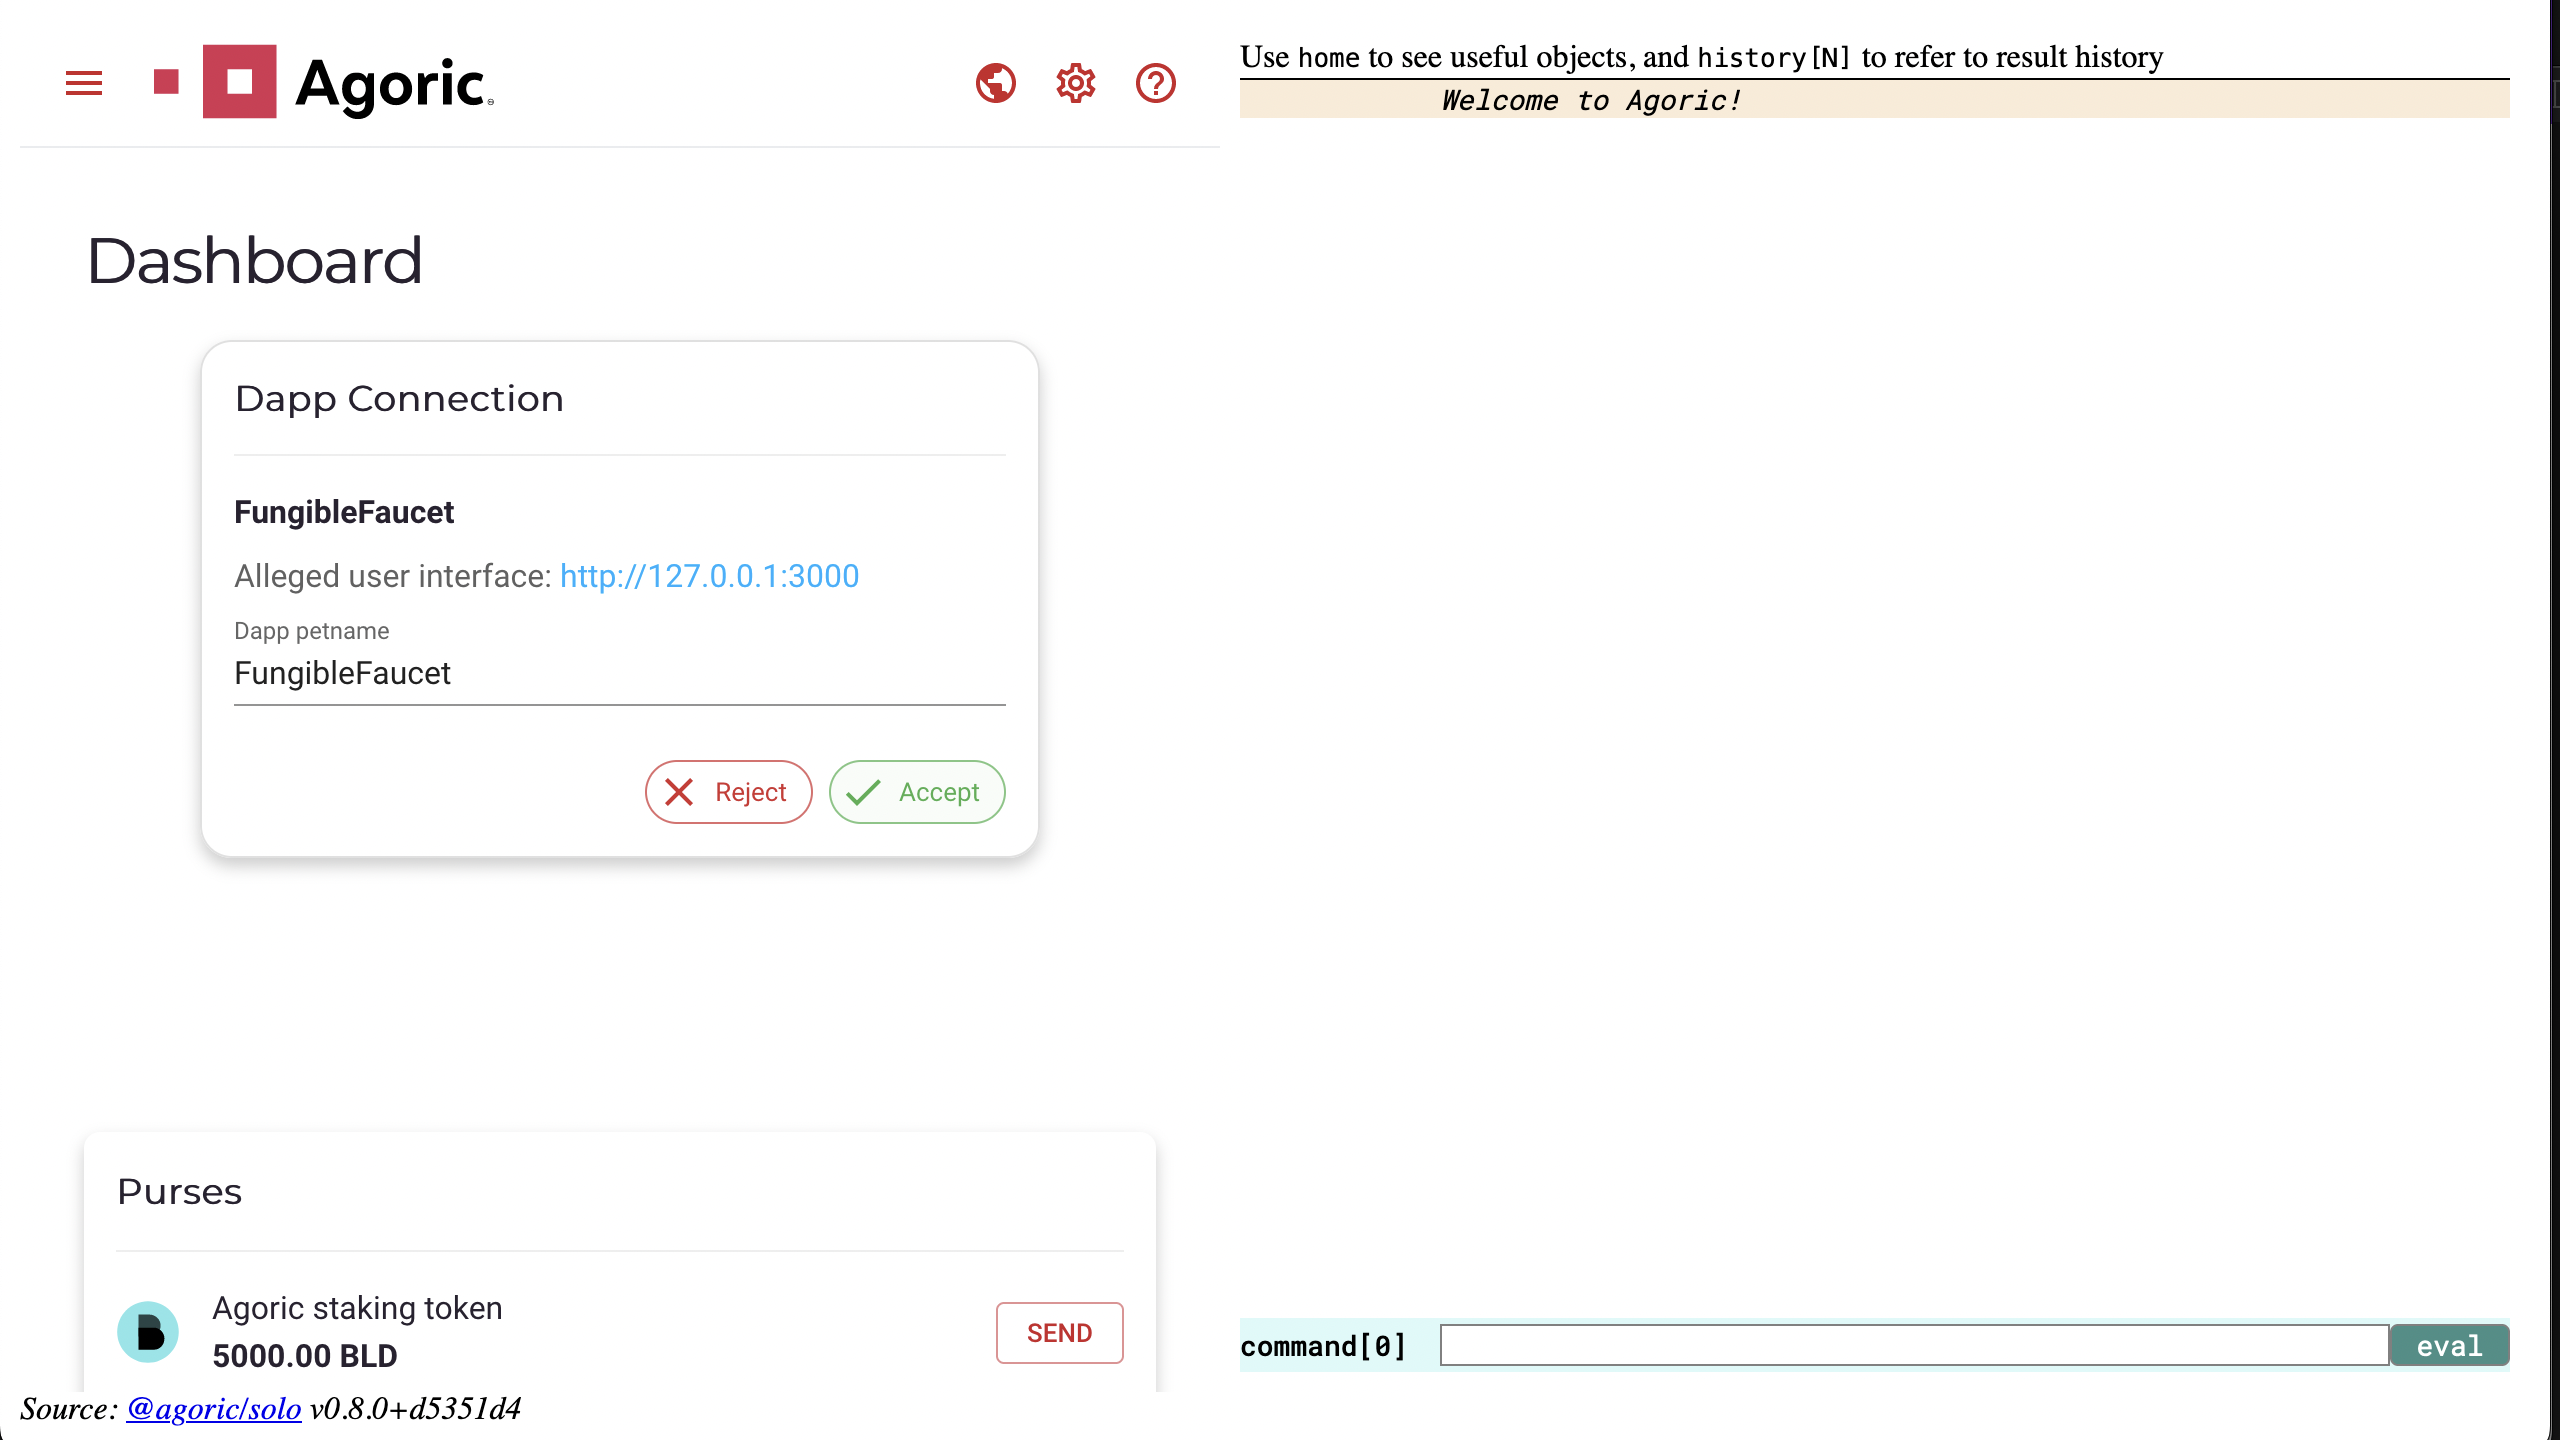 Agoric
Dashboard
Dapp Connection
FungibleFaucet
Alleged user interface: http://127.0.0.1:3000
Dapp petname
FungibleFaucet
Reject
Accept
Purses
Agoric staking token
5000.00 BLD
SEND
Source: @agoric/solo v0.8.0+d5351d4
Use home to see useful objects, and history[N] to refer to result history
Welcome to Agoric!
command[0]
eval